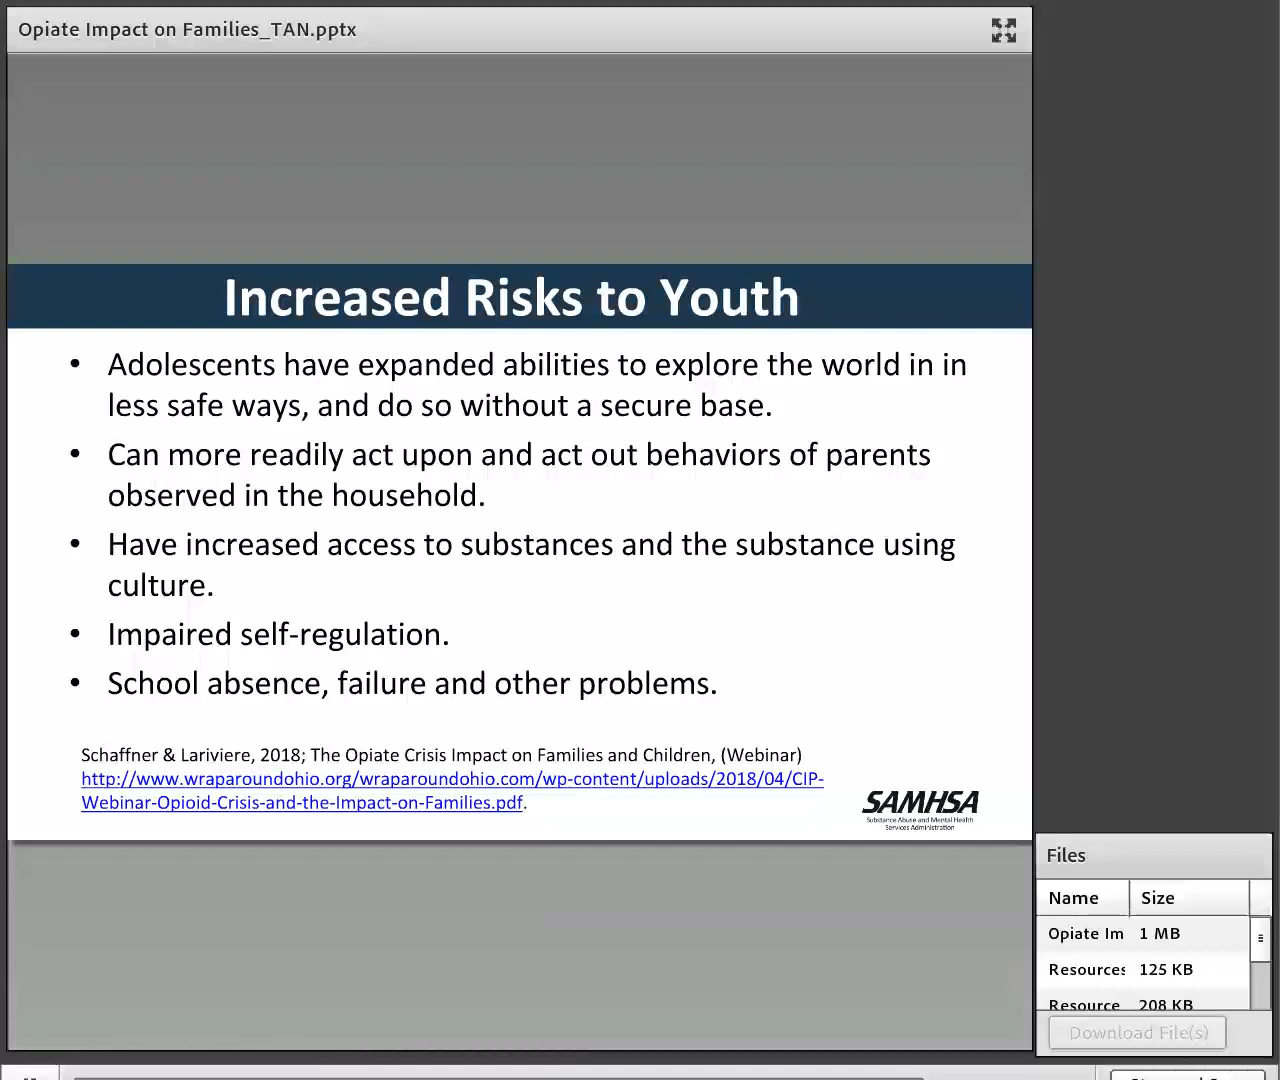 Opiate Impact on Families_TAN.pptx
Increased Risks to Youth
• Adolescents have expanded abilities to explore the world in in
less safe ways, and do so without a secure base.
• Can more readily act upon and act out behaviors of parents
observed in the household.
• Have increased access to substances and the substance using
culture.
• Impaired self-regulation.
• School absence, failure and other problems.
Schaffner & Lariviere, 2018; The Opiate Crisis Impact on Families and Children, (Webinar)
http://www.wraparoundohio.org/wraparoundohio.com/wp-content/uploads/2018/04/CIP-
Webinar-Opioid-Crisis-and-the-Impact-on-Families.pdf.
SAMHSA
Substance Abuse and Mental Health
Services Administration
Files
Name Size
Opiate Im 1 MB
Resources 125 KB
Resource 208 KB
Download File(s)